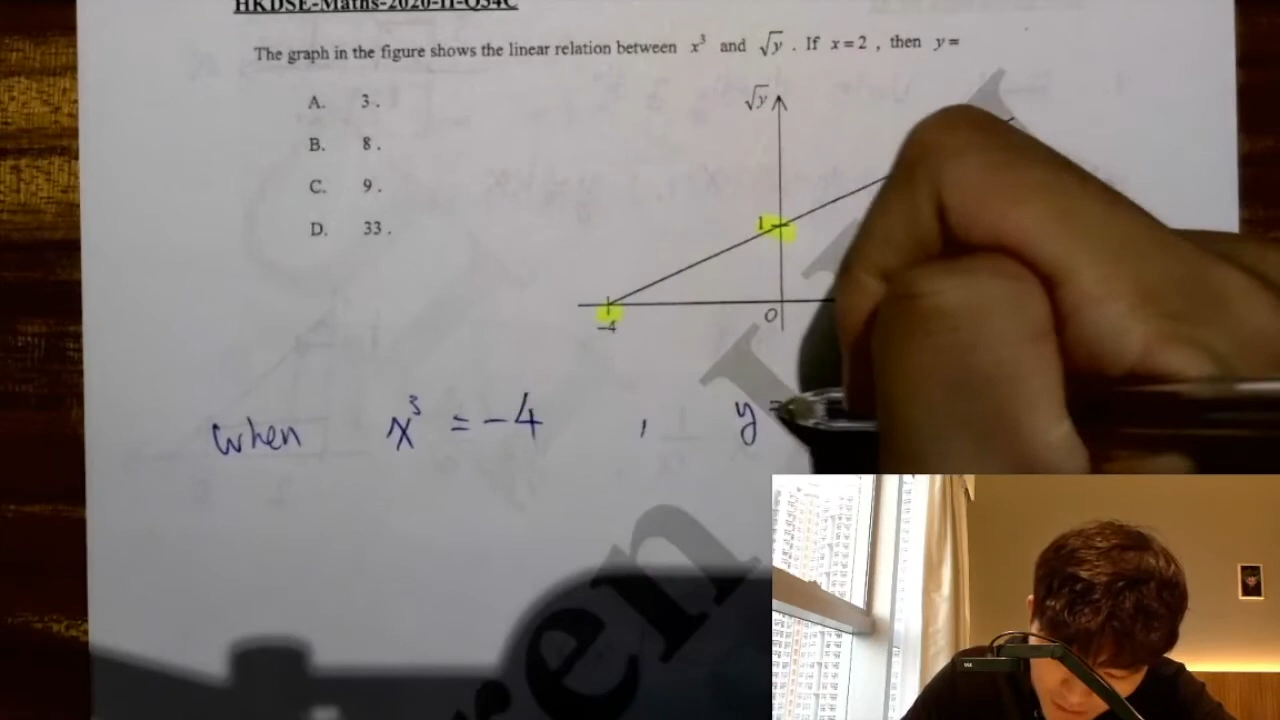 HKDSE-Maths-2020-II-Q34C
The graph in the figure shows the linear relation between x³ and √y . If x=2 , then y=
A. 3 .
B. 8 .
C. 9 .
D. 33 .
√y
1
-4
O
when x³ = -4 , y =